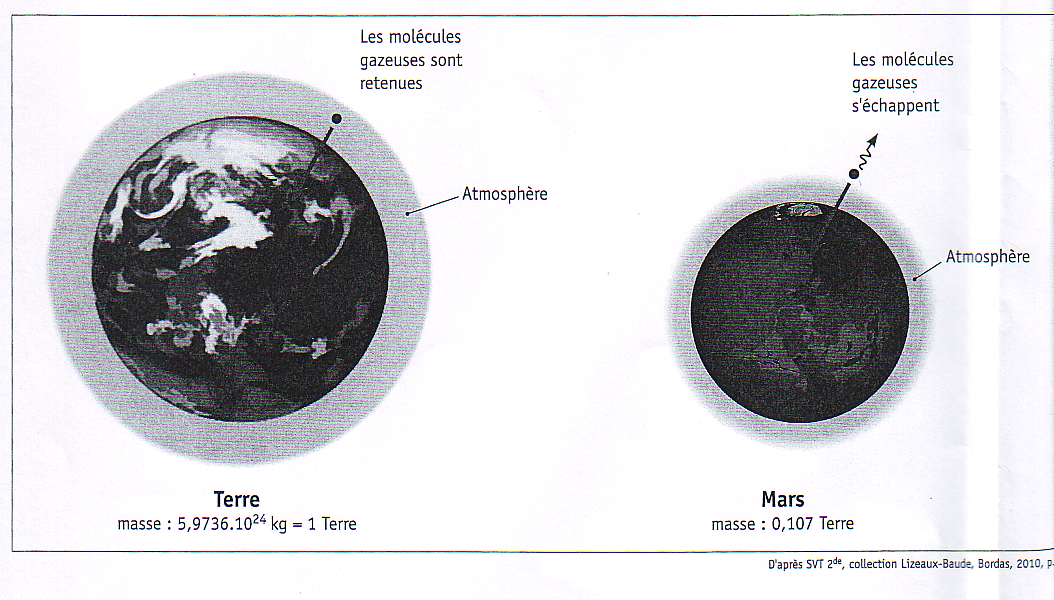 Les molécules
gazeuses sont
retenues
Les molécules
gazeuses
s'échappent
Atmosphère
Atmosphère
Terre
masse : 5,9736.10²⁴ kg = 1 Terre
Mars
masse : 0,107 Terre
D'après SVT 2ᵈᵉ, collection Lizeaux-Baude, Bordas, 2010, p